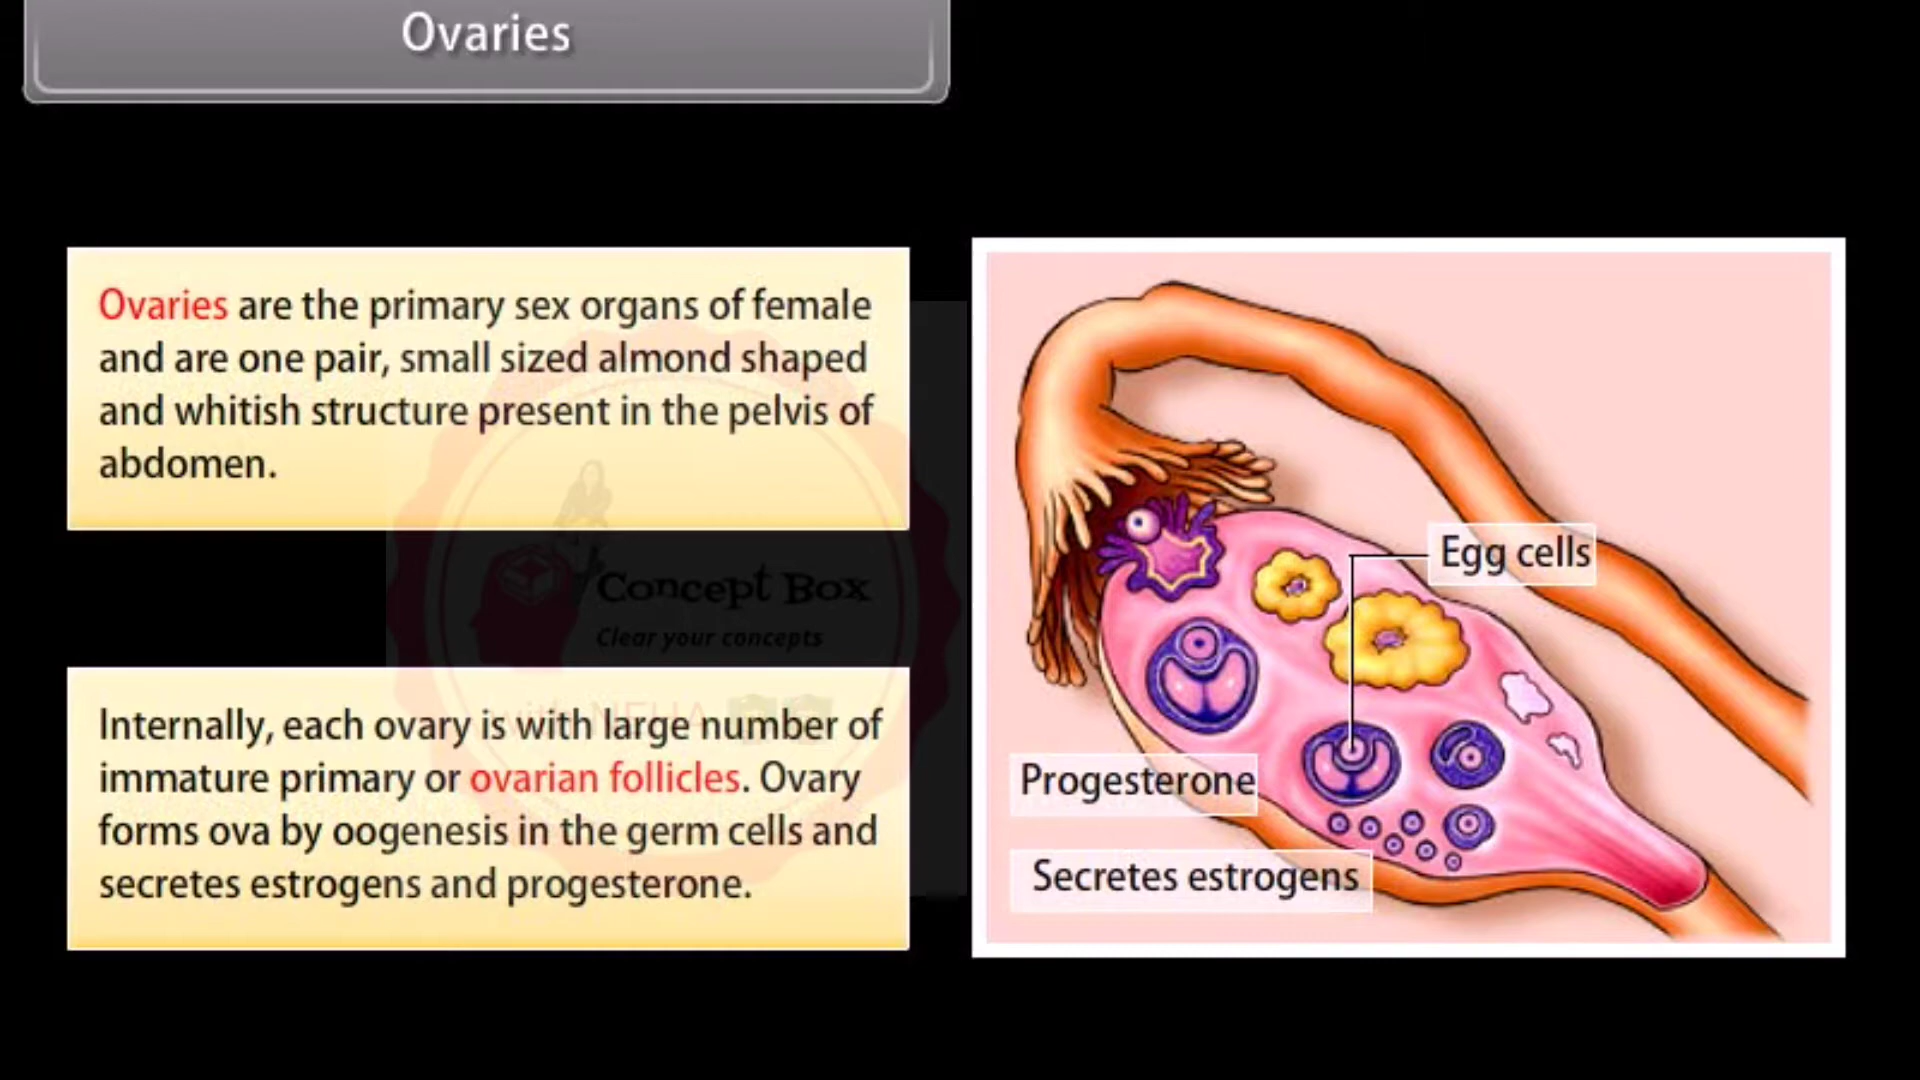 Ovaries
Ovaries are the primary sex organs of female
and are one pair, small sized almond shaped
and whitish structure present in the pelvis of
abdomen.
Concept Box
Clear your concepts
with NEHA
Internally, each ovary is with large number of
immature primary or ovarian follicles. Ovary
forms ova by oogenesis in the germ cells and
secretes estrogens and progesterone.
Egg cells
Progesterone
Secretes estrogens